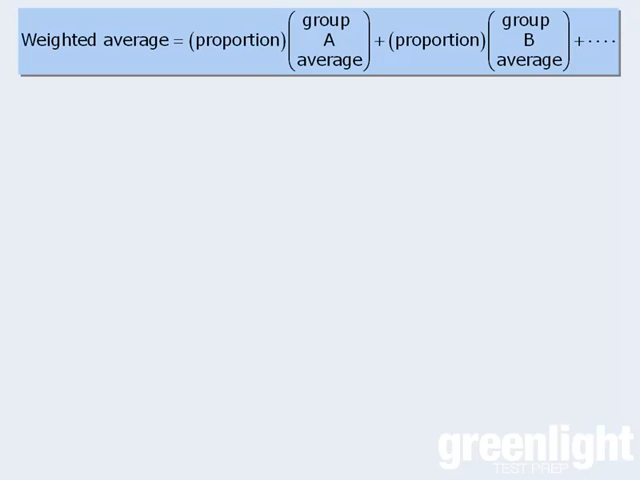 Weighted average = (proportion) (group A average) + (proportion) (group B average) + ····
greenlight
TEST PREP